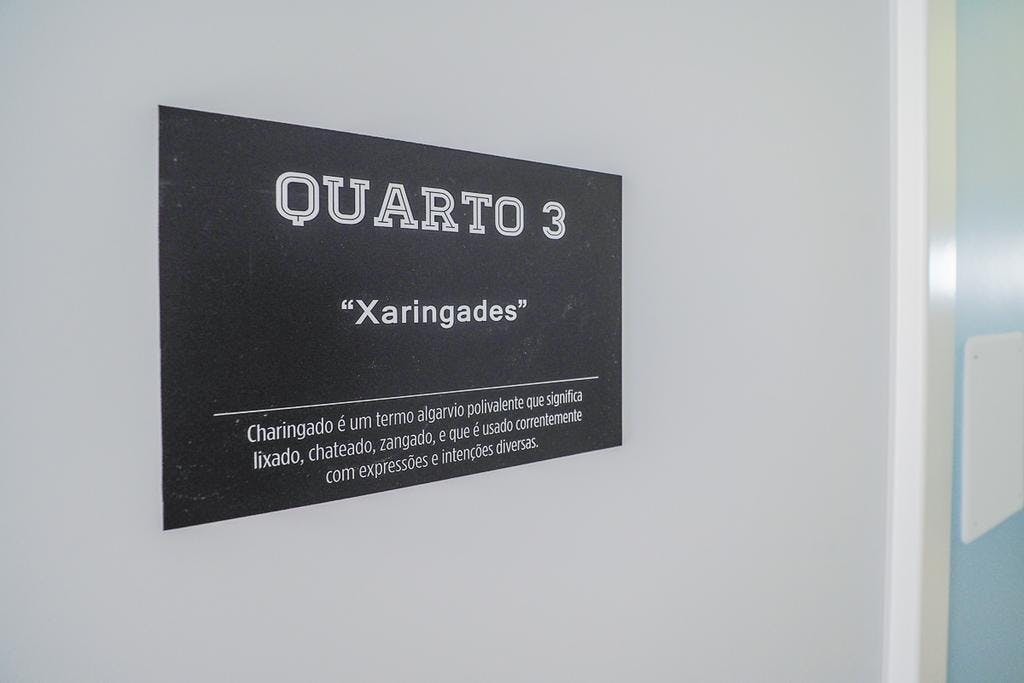 QUARTO 3
“Xaringades”
Charingado é um termo algarvio polivalente que significa
lixado, chateado, zangado, e que é usado correntemente
com expressões e intenções diversas.